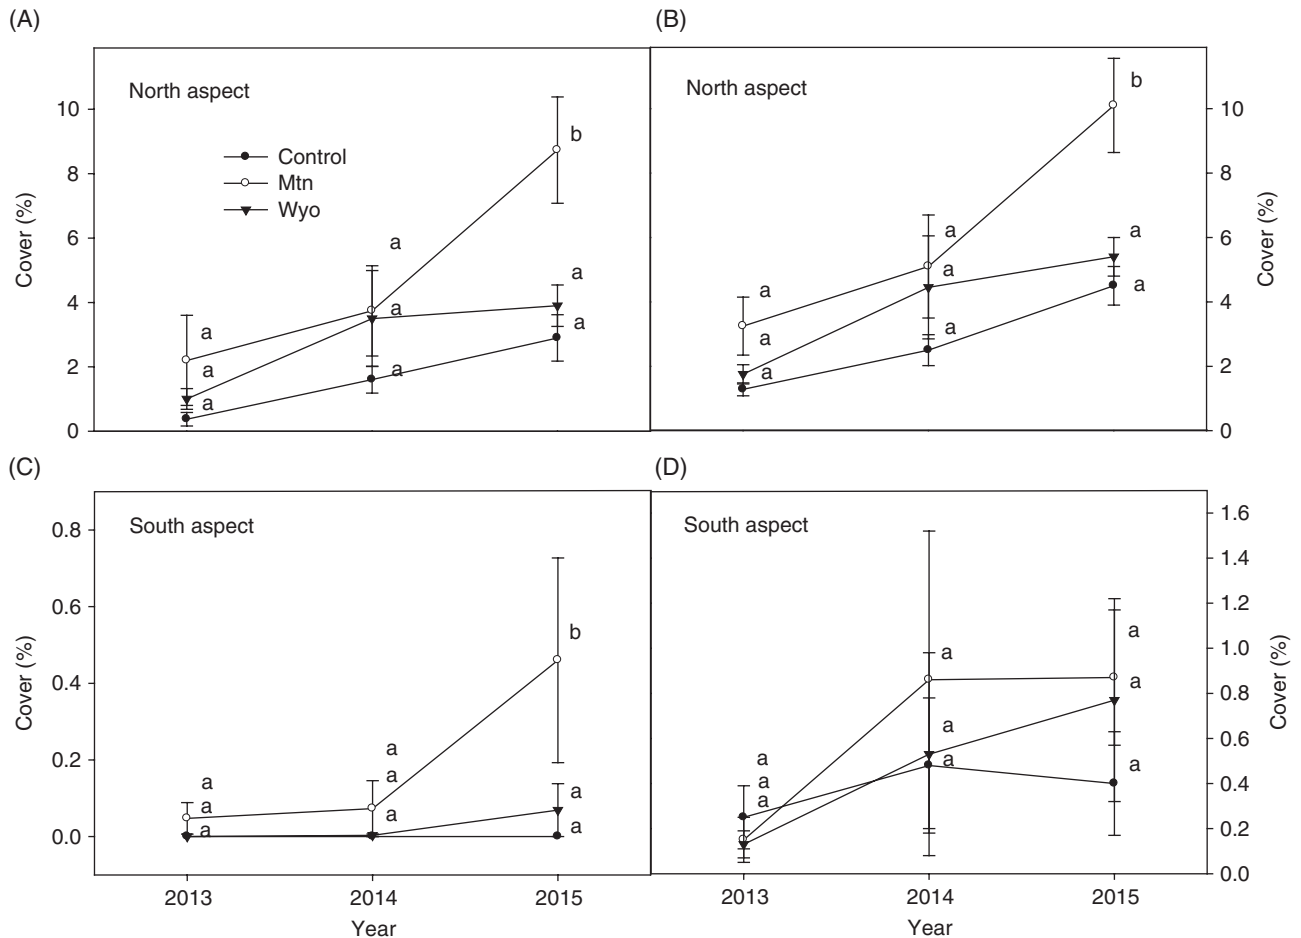 (A)
North aspect
Control
Mtn
Wyo
Cover (%)
10
8
6
4
2
0
a
a
a
a
a
a
b
a
a
(B)
North aspect
Cover (%)
10
8
6
4
2
0
a
a
a
a
a
a
b
a
a
(C)
South aspect
Cover (%)
0.8
0.6
0.4
0.2
0.0
a
a
a
a
a
a
b
a
a
2013 2014 2015
Year
(D)
South aspect
Cover (%)
1.6
1.4
1.2
1.0
0.8
0.6
0.4
0.2
0.0
a
a
a
a
a
a
a
a
a
2013 2014 2015
Year